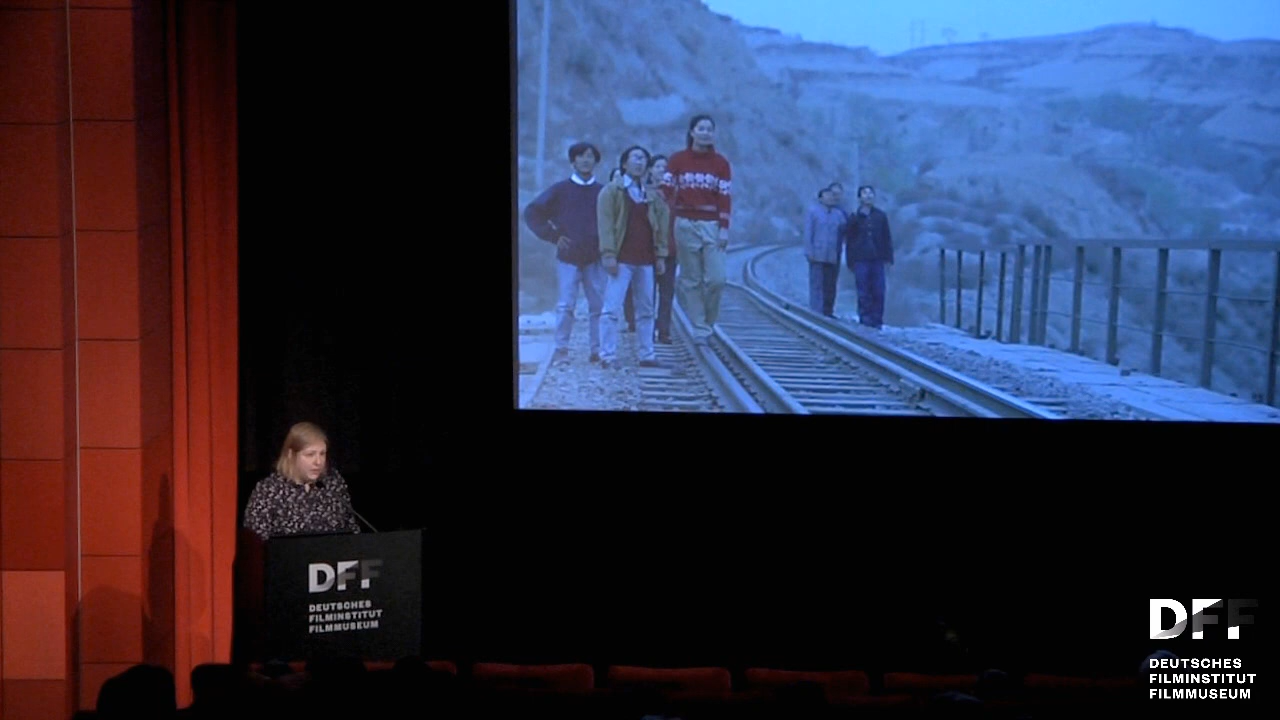 DFF
DEUTSCHES
FILMINSTITUT
FILMMUSEUM
DFF
DEUTSCHES
FILMINSTITUT
FILMMUSEUM